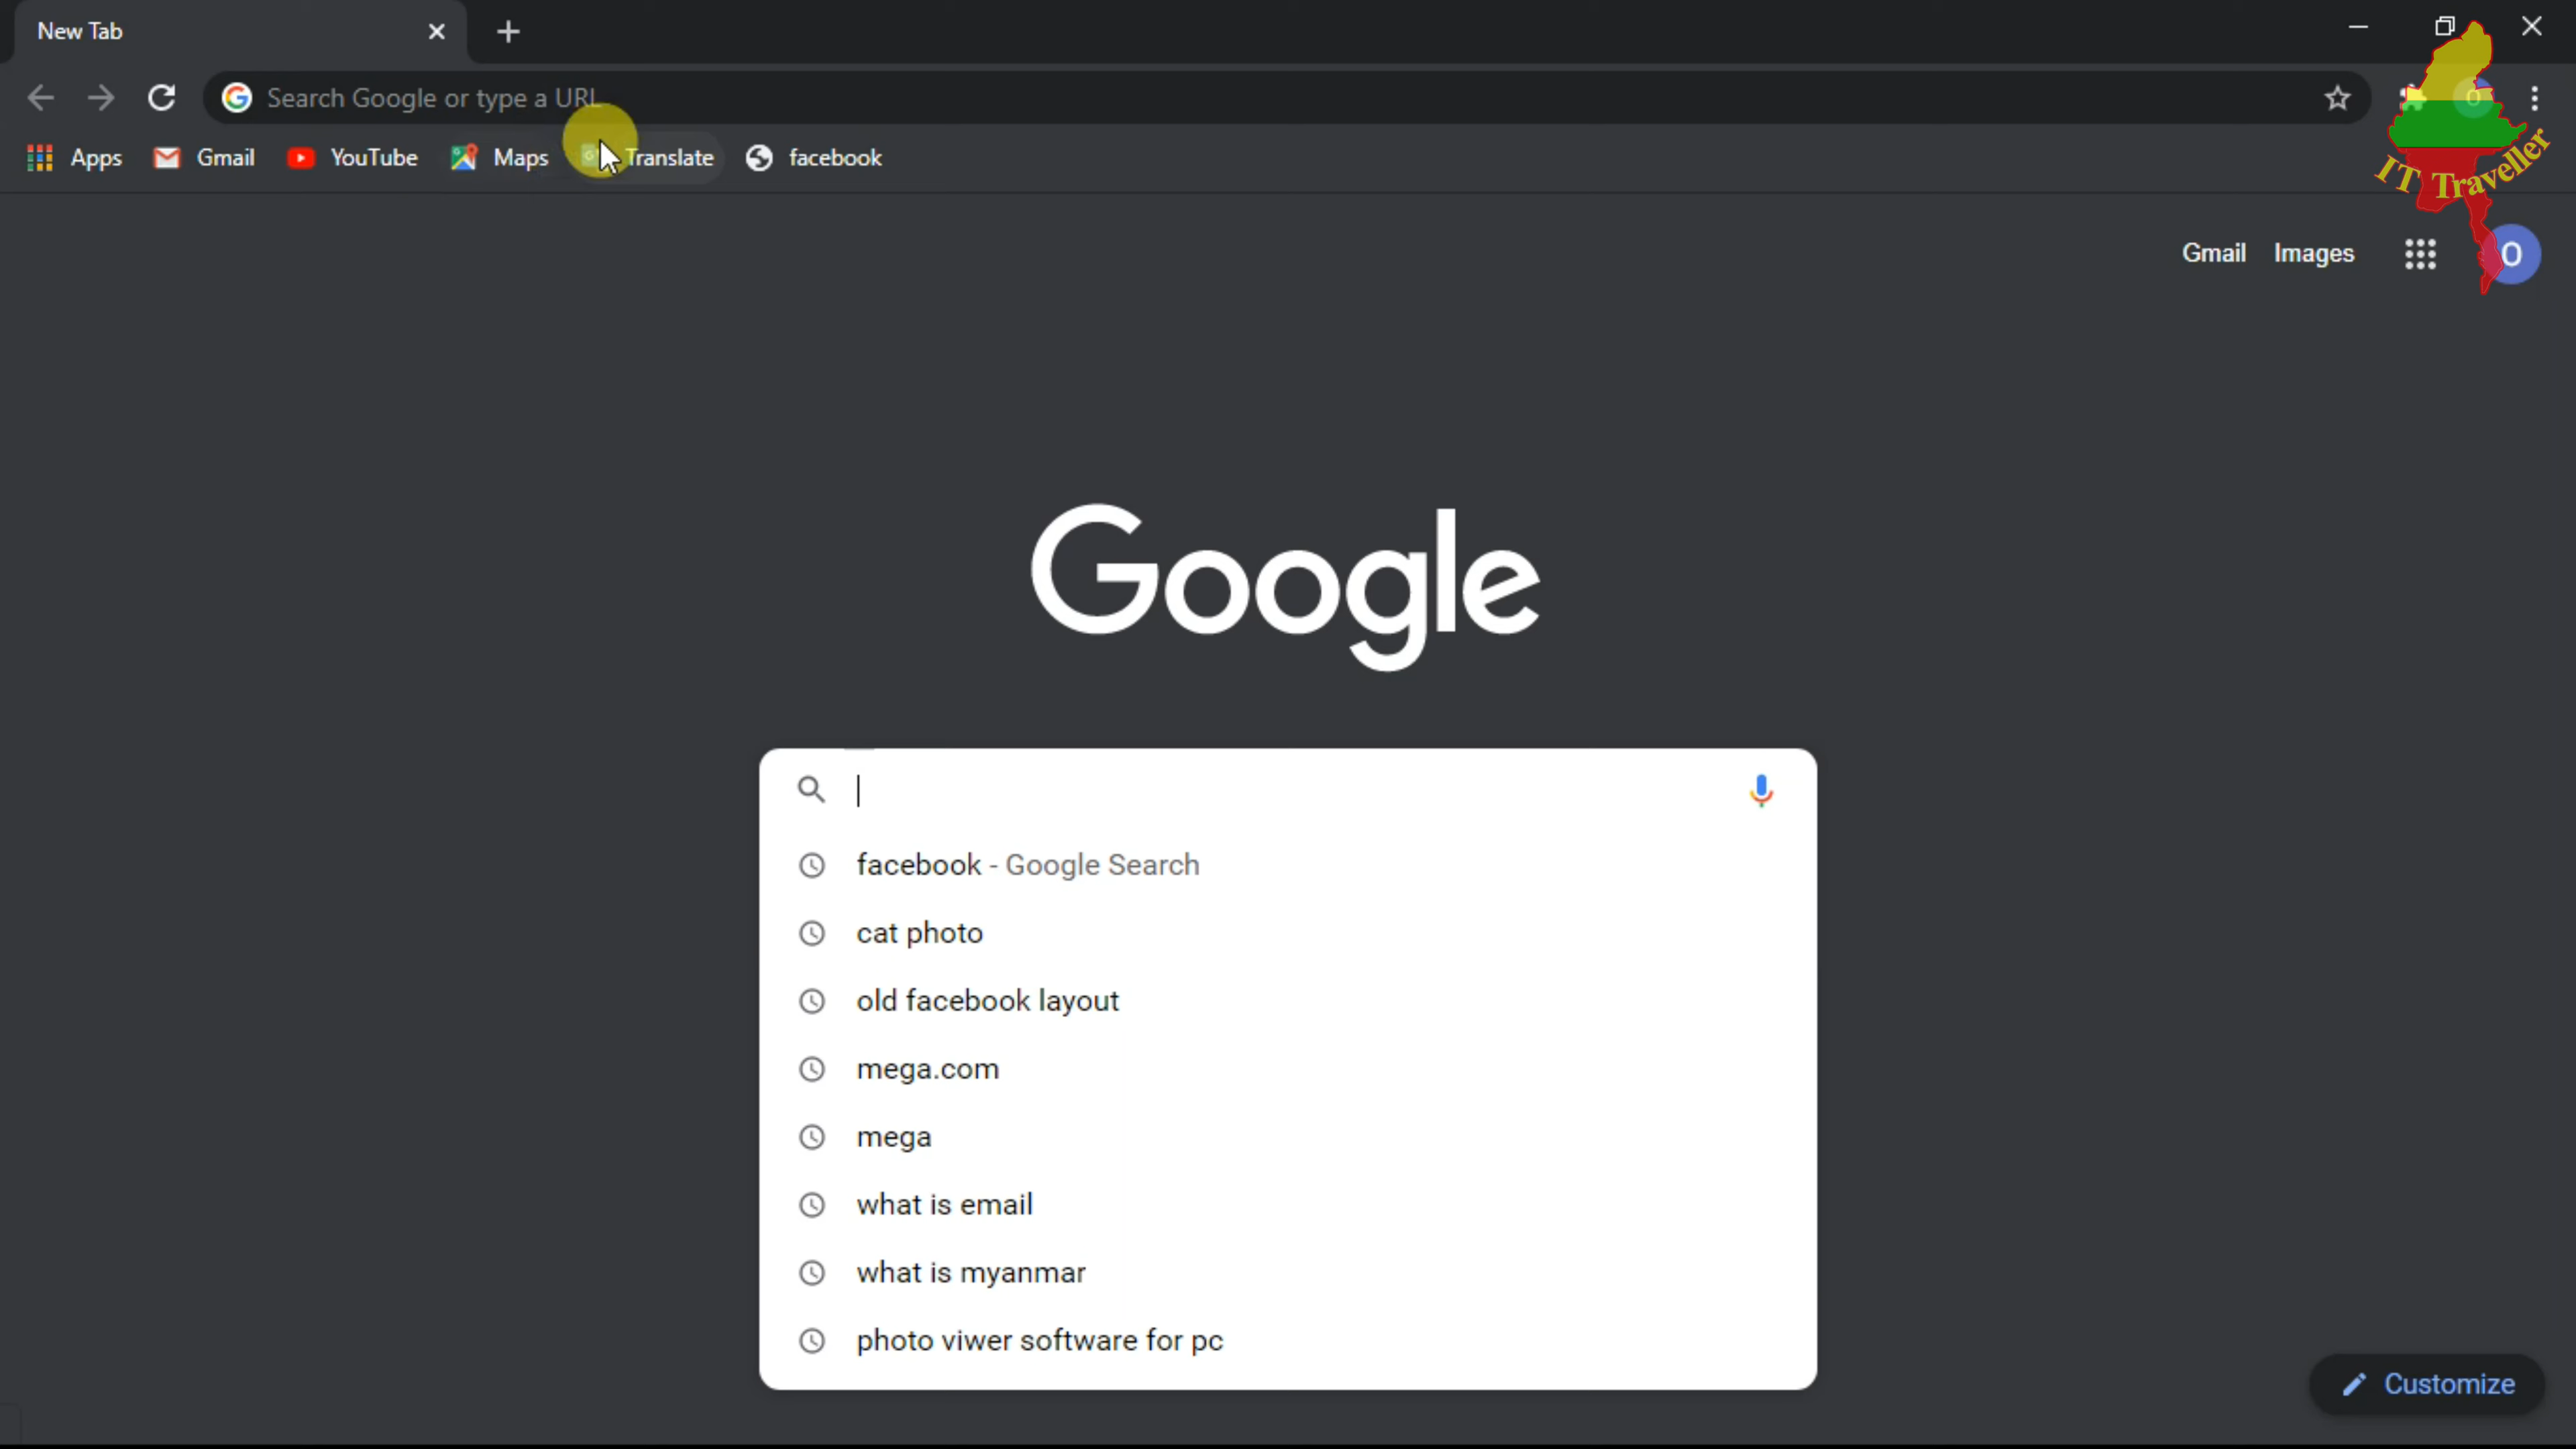 New Tab
Search Google or type a URL
Apps Gmail YouTube Maps Translate facebook
IT Traveller
Gmail Images O
Google
facebook - Google Search
cat photo
old facebook layout
mega.com
mega
what is email
what is myanmar
photo viwer software for pc
Customize